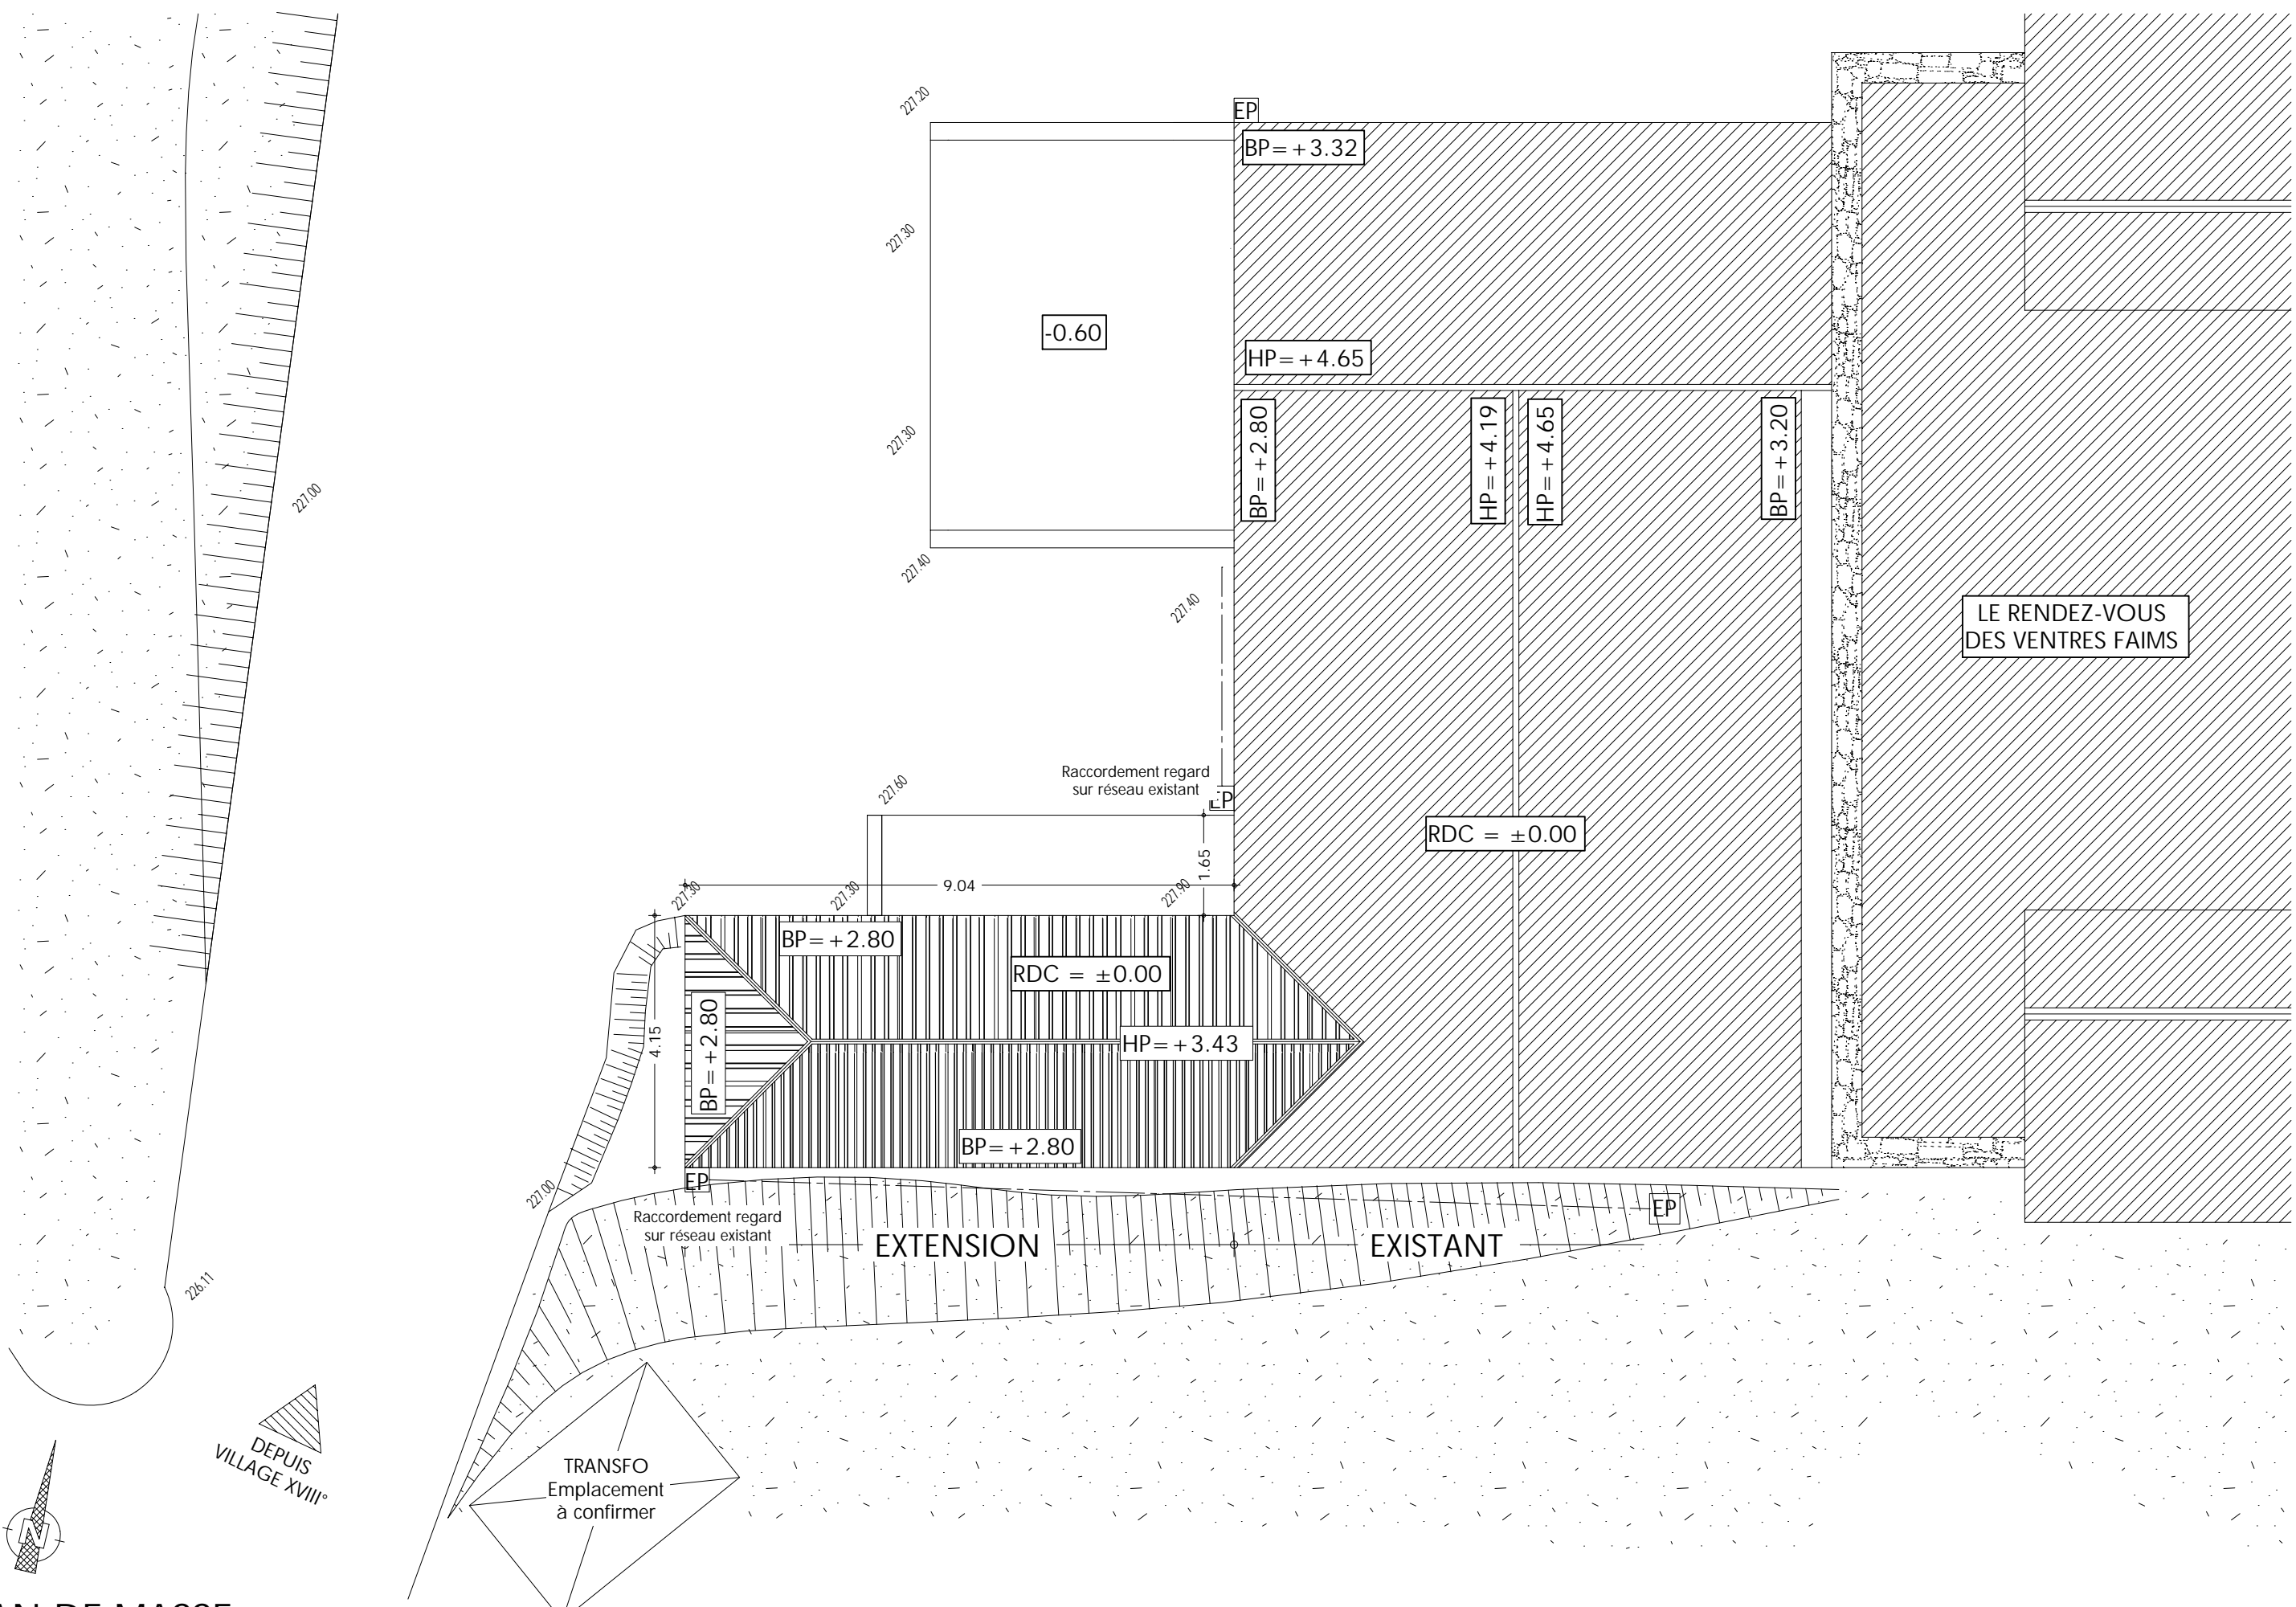 227.20
EP
BP=+3.32
227.30
-0.60
HP=+4.65
BP=+2.80
HP=+4.19
HP=+4.65
BP=+3.20
227.30
227.00
227.40
227.40
LE RENDEZ-VOUS
DES VENTRES FAIMS
Raccordement regard
sur réseau existant
EP
227.60
RDC = ±0.00
1.65
9.04
227.30
227.30
227.90
BP=+2.80
RDC = ±0.00
4.15
BP=+2.80
HP=+3.43
BP=+2.80
EP
227.00
EP
Raccordement regard
sur réseau existant
EXTENSION
EXISTANT
226.11
DEPUIS
VILLAGE XVIII°
TRANSFO
Emplacement
à confirmer
N
DE MASSE